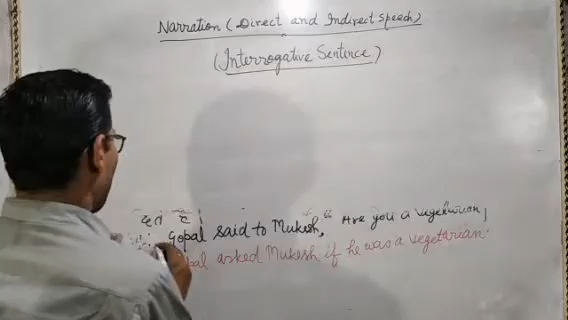 Narration (Direct and Indirect Speech)
(Interrogative Sentence)
Gopal said to Mukesh, "Are you a vegetarian,
asked Mukesh if he was a vegetarian.